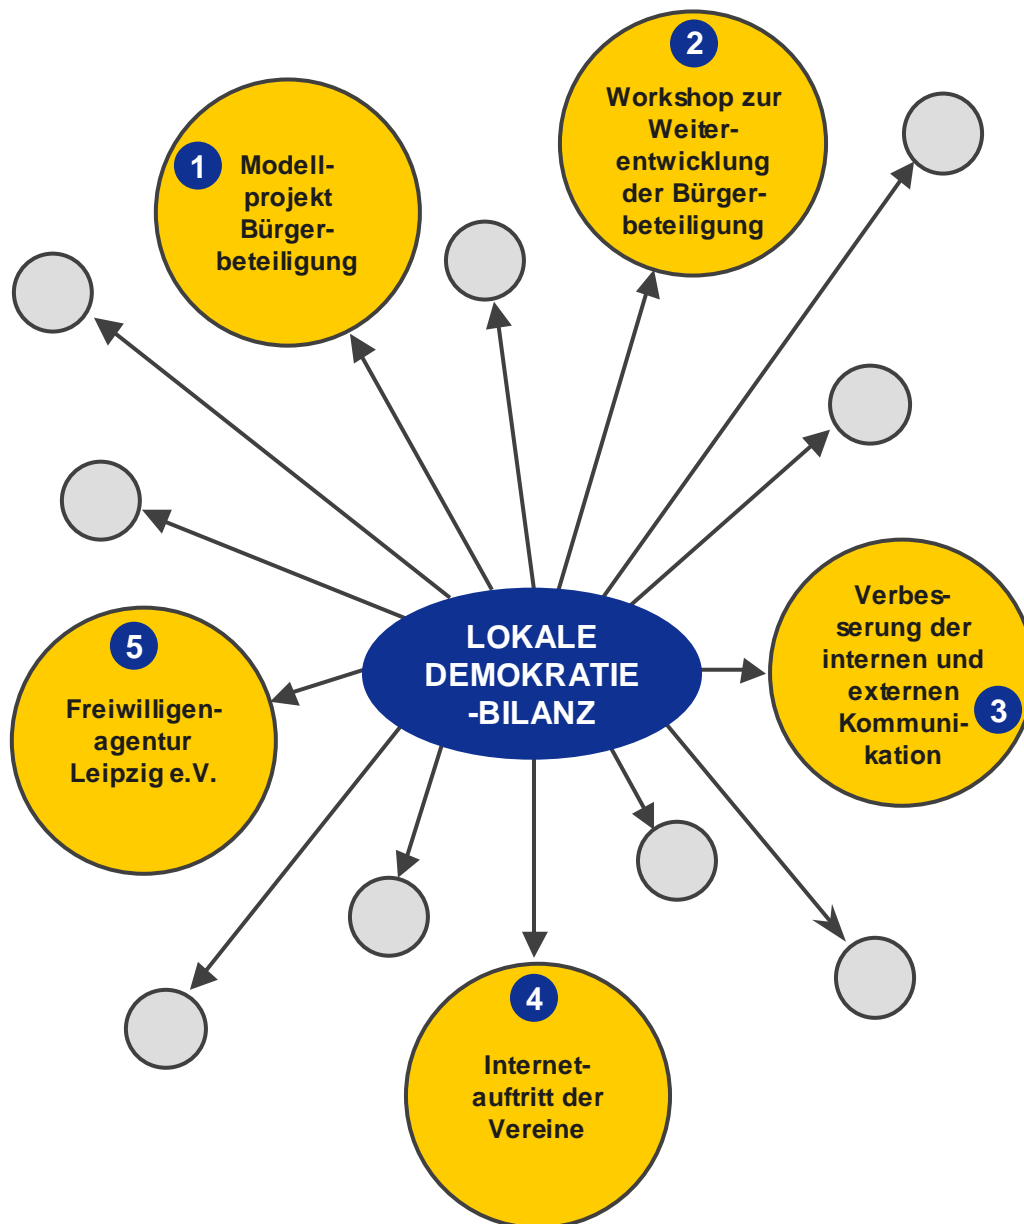 1
Modell-
projekt
Bürger-
beteiligung
2
Workshop zur
Weiter-
entwicklung
der Bürger-
beteiligung
LOKALE
DEMOKRATIE
-BILANZ
Verbes-
serung der
internen und
externen
Kommuni-
kation
3
5
Freiwilligen-
agentur
Leipzig e.V.
4
Internet-
auftritt der
Vereine